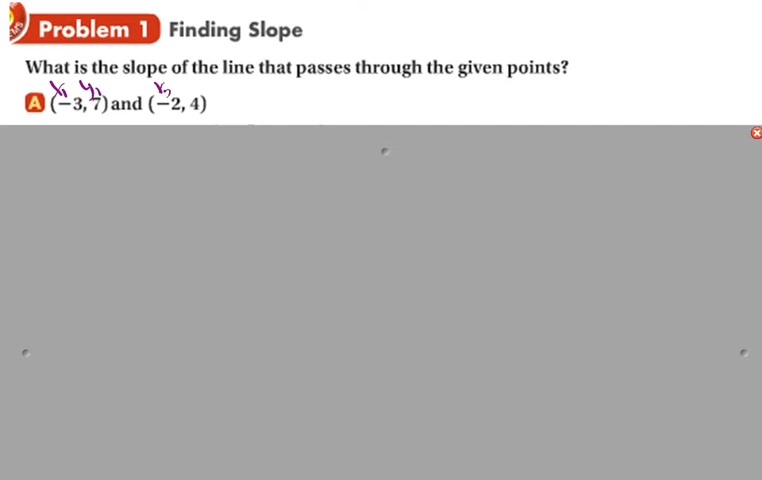 Problem 1 Finding Slope
What is the slope of the line that passes through the given points?
x₁ y₁ x₂
A (−3, 7) and (−2, 4)